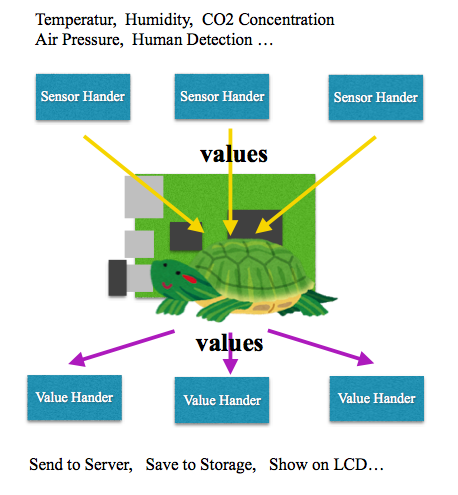 Temperatur, Humidity, CO2 Concentration
Air Pressure, Human Detection …
Sensor Hander
Sensor Hander
Sensor Hander
values
values
Value Hander
Value Hander
Value Hander
Send to Server, Save to Storage, Show on LCD…